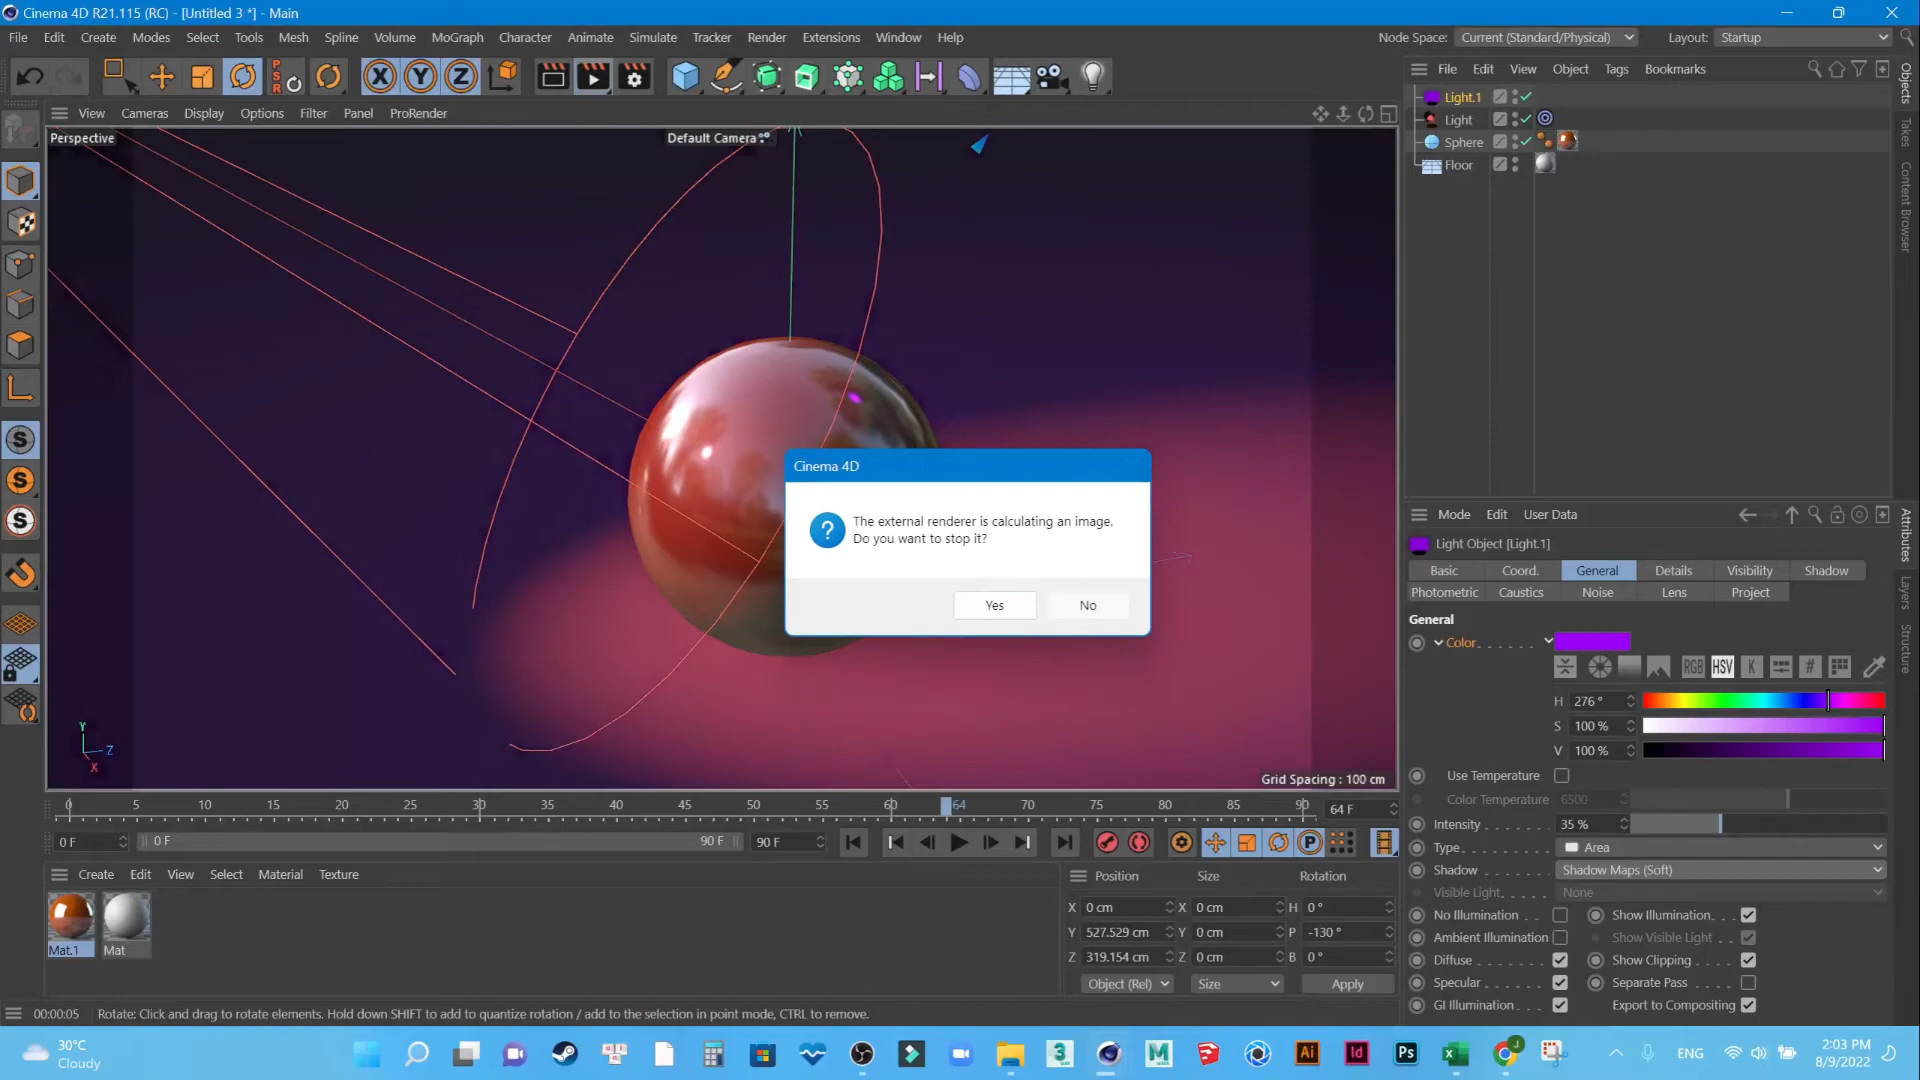 Cinema 4D R21.115 (RC) - [Untitled 3 *] - Main
File Edit Create Modes Select Tools Mesh Spline Volume MoGraph Character Animate Simulate Tracker Render Extensions Window Help
Node Space: Current (Standard/Physical) Layout: Startup
PSR X Y Z
File Edit View Object Tags Bookmarks
View Cameras Display Options Filter Panel ProRender
Perspective
Default Camera
Light.1
Light
Sphere
Floor
Objects
Takes
Content Browser
Cinema 4D
The external renderer is calculating an image.
Do you want to stop it?
Yes No
Y
Z
X
Grid Spacing : 100 cm
Mode Edit User Data
Light Object [Light.1]
Basic Coord. General Details Visibility Shadow
Photometric Caustics Noise Lens Project
General
Color
RGB HSV K #
H 276 °
S 100 %
V 100 %
Use Temperature
Color Temperature 6500
Intensity 35 %
Type Area
Shadow Shadow Maps (Soft)
Visible Light None
No Illumination Show Illumination
Ambient Illumination Show Visible Light
Diffuse Show Clipping
Specular Separate Pass
GI Illumination Export to Compositing
Attributes
Layers
Structure
0 5 10 15 20 25 30 35 40 45 50 55 60 64 70 75 80 85 90 64 F
0 F 0 F 90 F 90 F
Create Edit View Select Material Texture
Mat.1 Mat
Position Size Rotation
X 0 cm X 0 cm H 0 °
Y 527.529 cm Y 0 cm P -130 °
Z 319.154 cm Z 0 cm B 0 °
Object (Rel) Size Apply
00:00:05 Rotate: Click and drag to rotate elements. Hold down SHIFT to add to quantize rotation / add to the selection in point mode, CTRL to remove.
30°C
Cloudy
3 M Ai Id Ps J
ENG
2:03 PM
8/9/2022